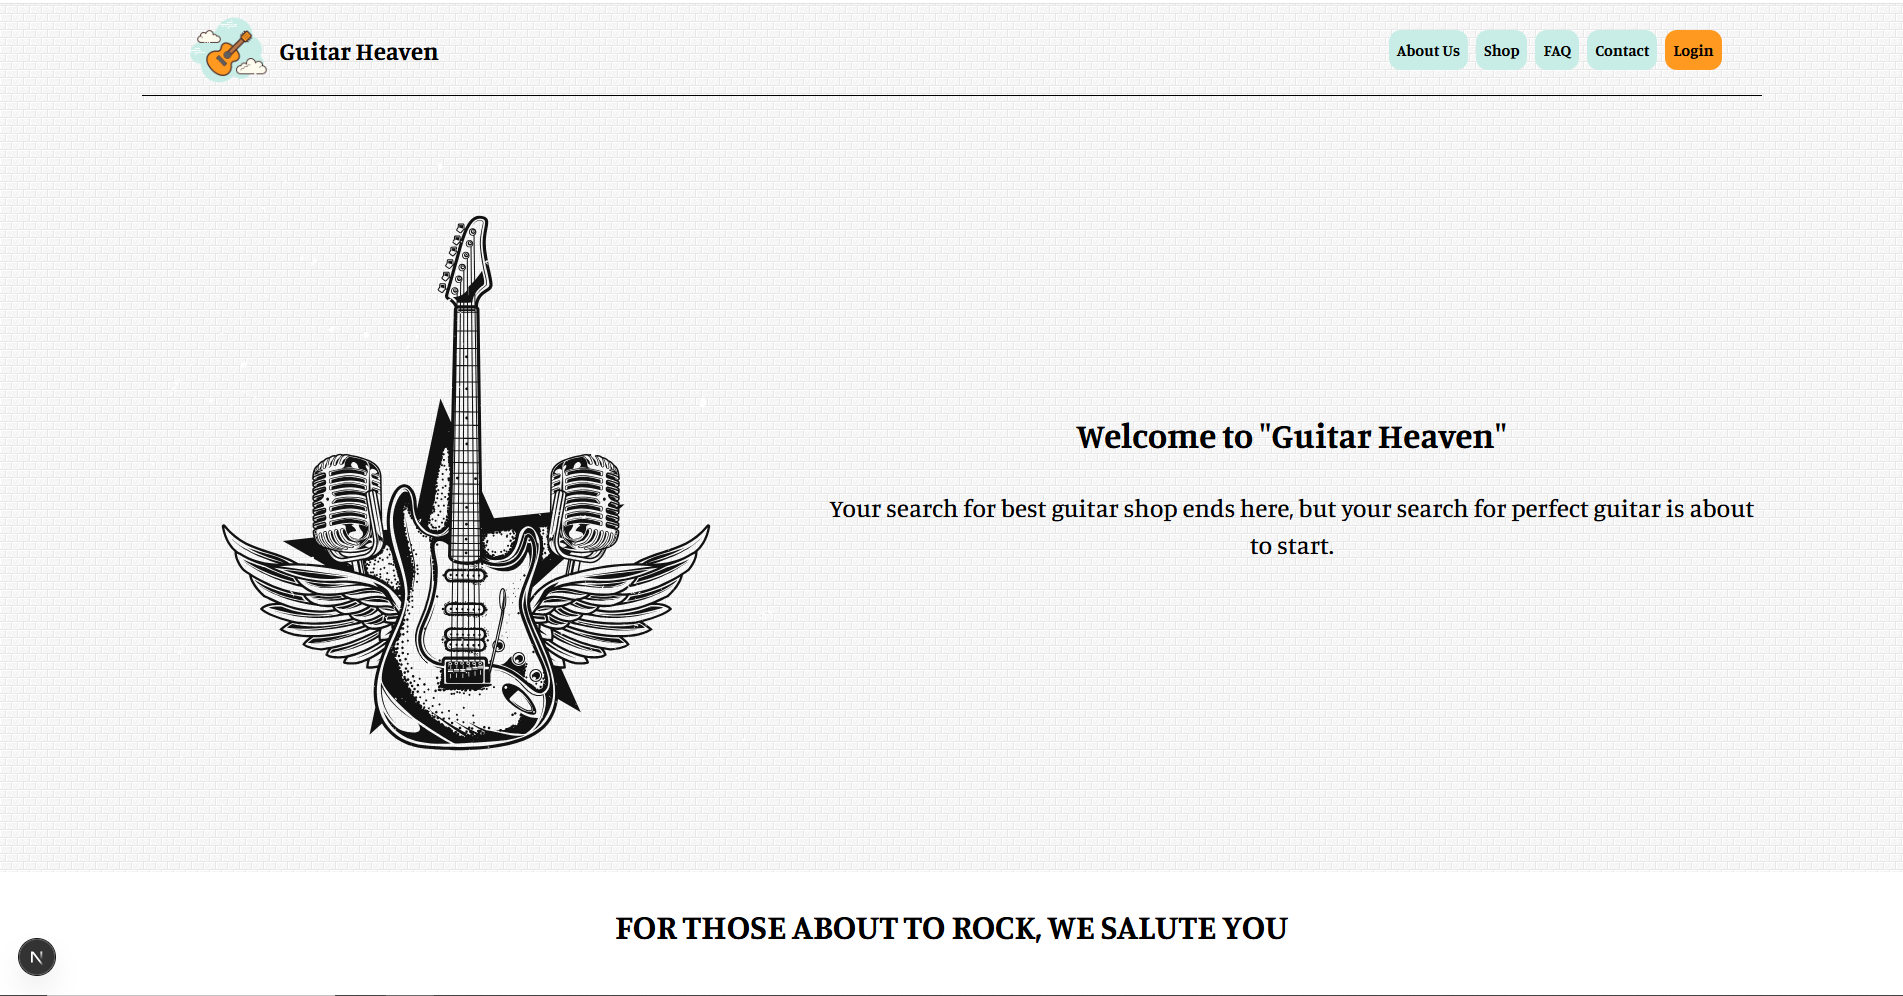 Guitar Heaven
About Us
Shop
FAQ
Contact
Login
Welcome to "Guitar Heaven"
Your search for best guitar shop ends here, but your search for perfect guitar is about
to start.
FOR THOSE ABOUT TO ROCK, WE SALUTE YOU
N